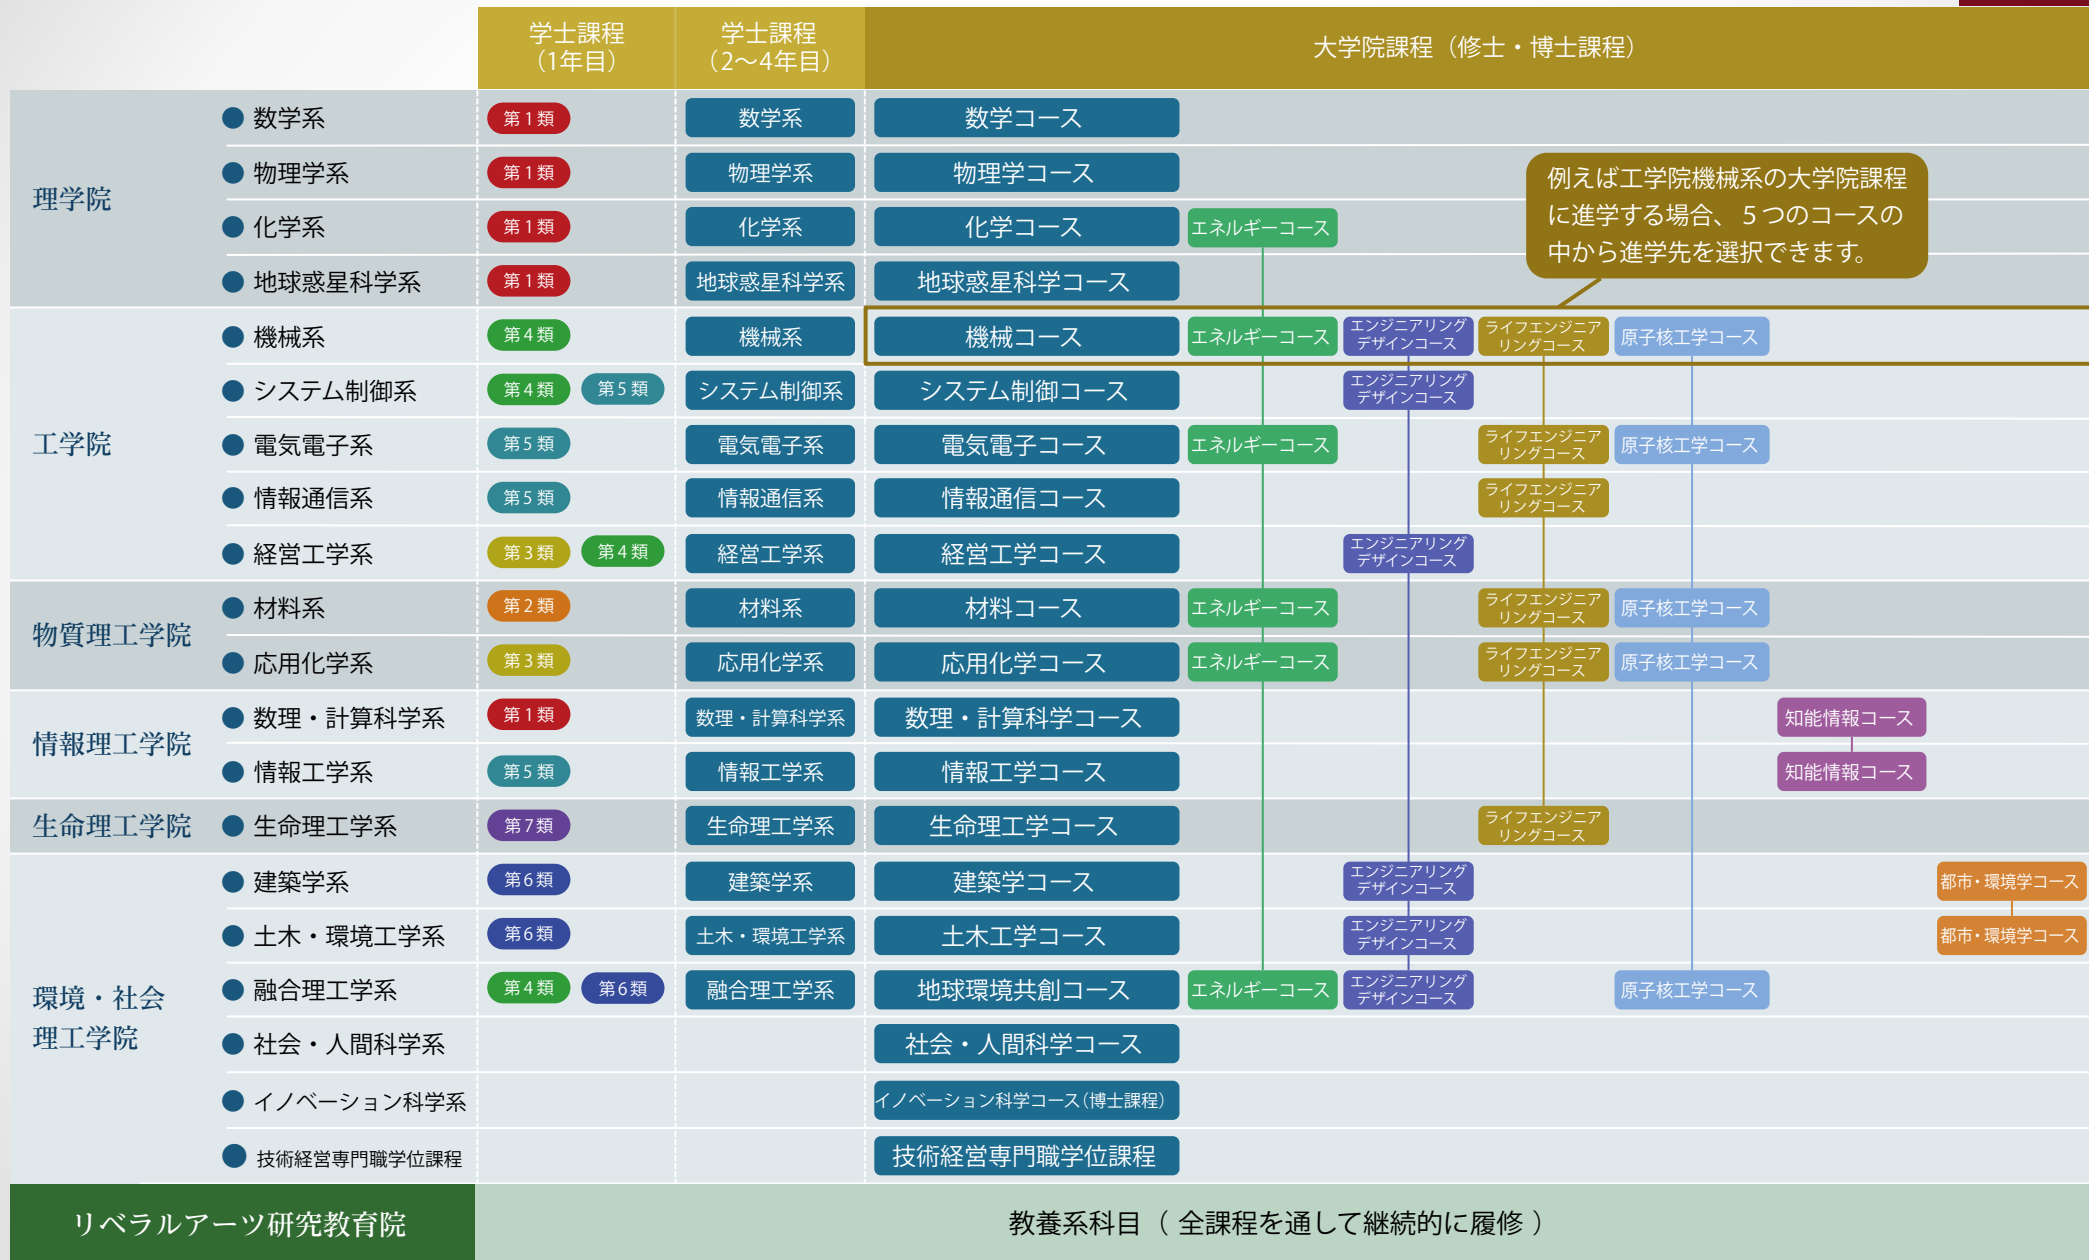 学士課程
(1年目)
学士課程
(2〜4年目)
大学院課程（修士・博士課程）
理学院
数学系
第1類
数学系
数学コース
物理学系
第1類
物理学系
物理学コース
化学系
第1類
化学系
化学コース
エネルギーコース
地球惑星科学系
第1類
地球惑星科学系
地球惑星科学コース
例えば工学院機械系の大学院課程
に進学する場合、5つのコースの
中から進学先を選択できます。
工学院
機械系
第4類
機械系
機械コース
エネルギーコース
エンジニアリング
デザインコース
ライフエンジニア
リングコース
原子核工学コース
システム制御系
第4類
第5類
システム制御系
システム制御コース
エンジニアリング
デザインコース
電気電子系
第5類
電気電子系
電気電子コース
エネルギーコース
ライフエンジニア
リングコース
原子核工学コース
情報通信系
第5類
情報通信系
情報通信コース
ライフエンジニア
リングコース
経営工学系
第3類
第4類
経営工学系
経営工学コース
エンジニアリング
デザインコース
物質理工学院
材料系
第2類
材料系
材料コース
エネルギーコース
ライフエンジニア
リングコース
原子核工学コース
応用化学系
第3類
応用化学系
応用化学コース
エネルギーコース
ライフエンジニア
リングコース
原子核工学コース
情報理工学院
数理・計算科学系
第1類
数理・計算科学系
数理・計算科学コース
知能情報コース
情報工学系
第5類
情報工学系
情報工学コース
知能情報コース
生命理工学院
生命理工学系
第7類
生命理工学系
生命理工学コース
ライフエンジニア
リングコース
環境・社会
理工学院
建築学系
第6類
建築学系
建築学コース
エンジニアリング
デザインコース
都市・環境学コース
土木・環境工学系
第6類
土木・環境工学系
土木工学コース
エンジニアリング
デザインコース
都市・環境学コース
融合理工学系
第4類
第6類
融合理工学系
地球環境共創コース
エネルギーコース
エンジニアリング
デザインコース
原子核工学コース
社会・人間科学系
社会・人間科学コース
イノベーション科学系
イノベーション科学コース（博士課程）
技術経営専門職学位課程
技術経営専門職学位課程
リベラルアーツ研究教育院
教養系科目（ 全課程を通して継続的に履修 ）